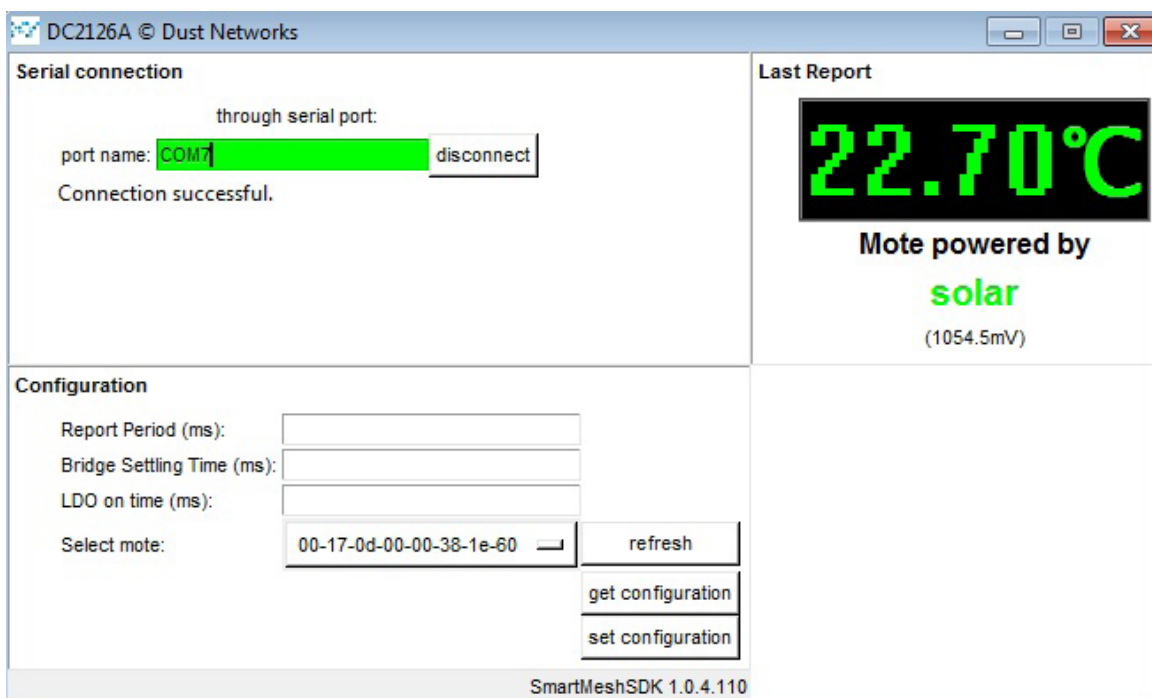 DC2126A © Dust Networks
Serial connection
through serial port:
port name: COM7 disconnect
Connection successful.
Last Report
22.70°C
Mote powered by
solar
(1054.5mV)
Configuration
Report Period (ms):
Bridge Settling Time (ms):
LDO on time (ms):
Select mote: 00-17-0d-00-00-38-1e-60 refresh
get configuration
set configuration
SmartMeshSDK 1.0.4.110